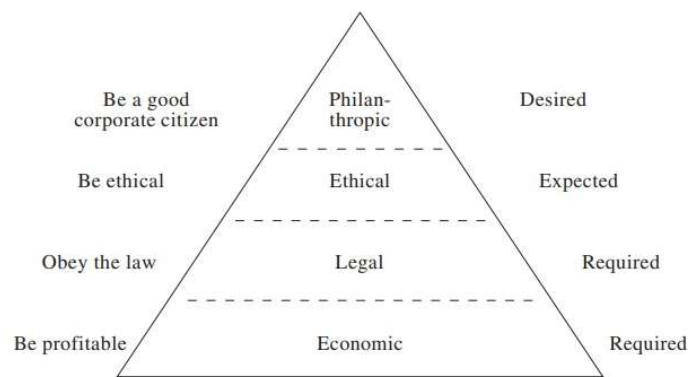 Be a good
corporate citizen
Philan-
thropic
Desired
Be ethical
Ethical
Expected
Obey the law
Legal
Required
Be profitable
Economic
Required